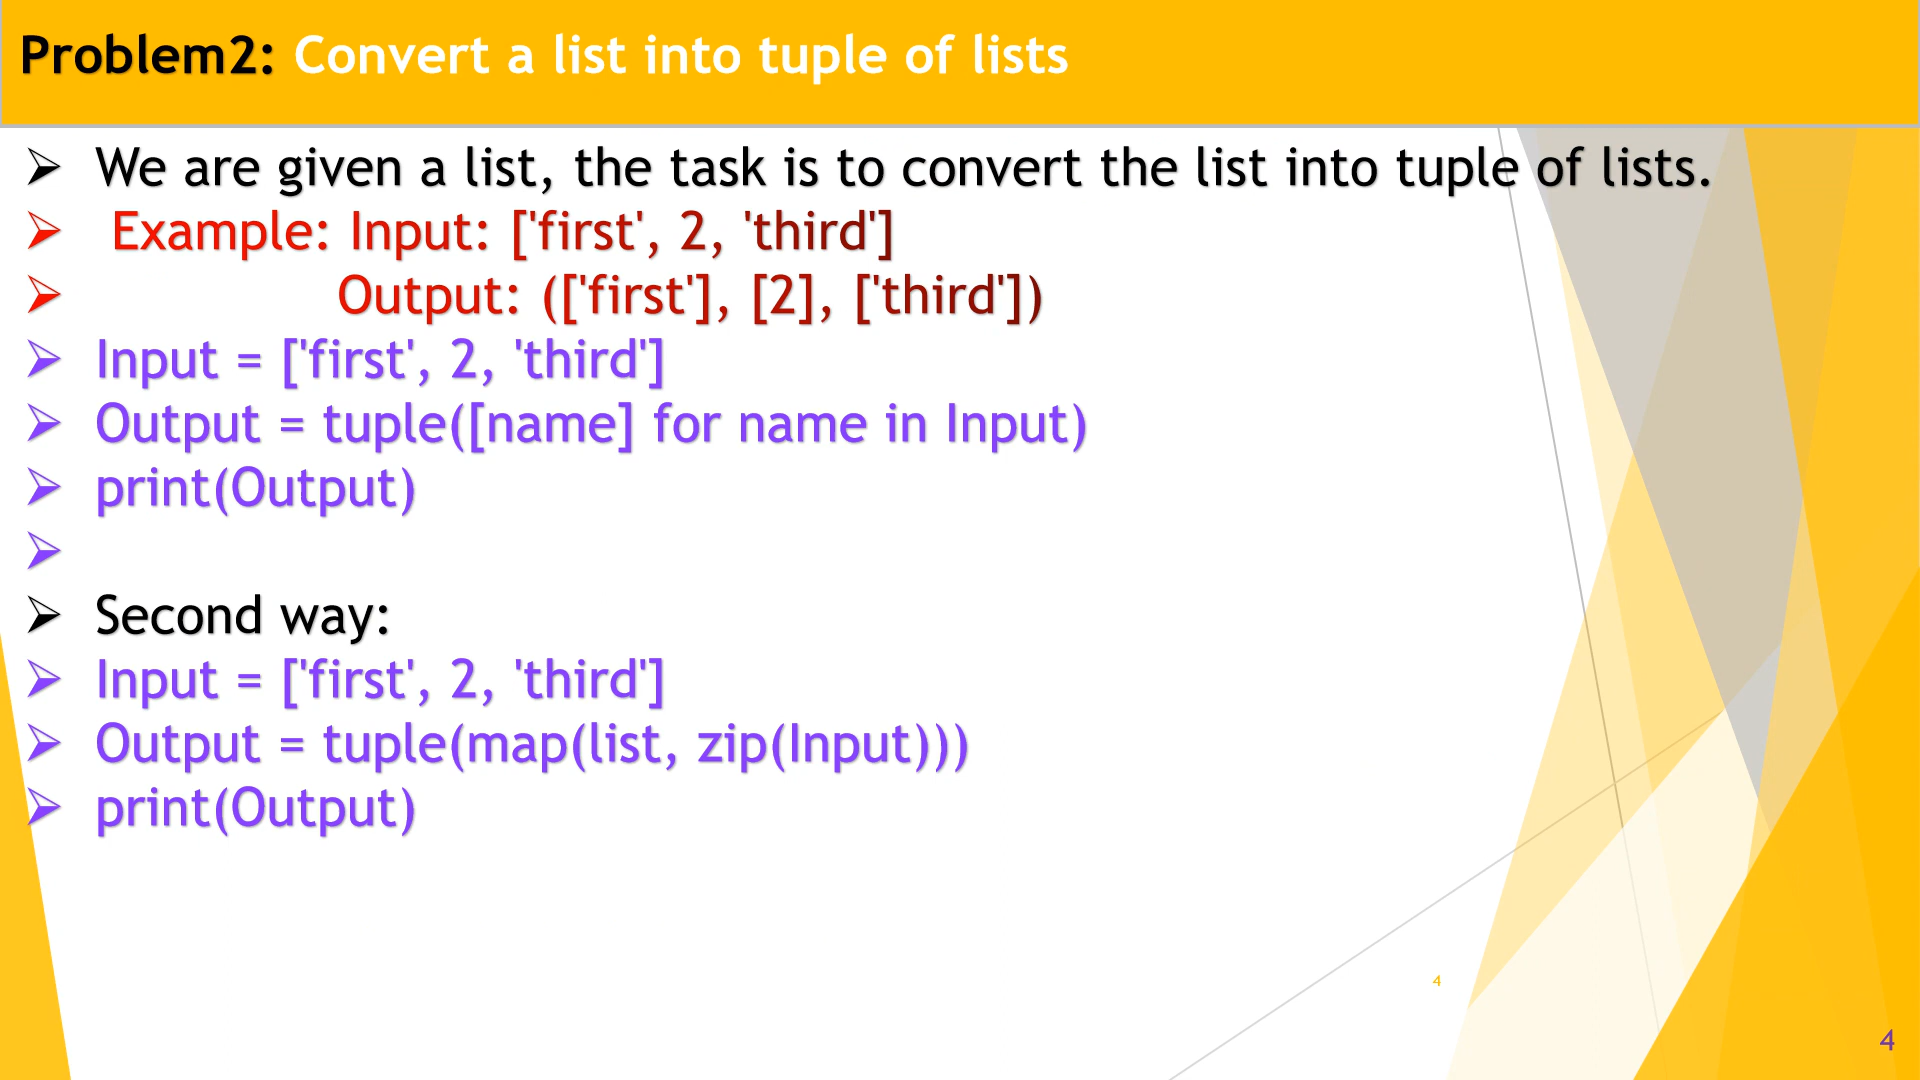 Problem2: Convert a list into tuple of lists
➢ We are given a list, the task is to convert the list into tuple of lists.
➢ Example: Input: ['first', 2, 'third']
➢ Output: (['first'], [2], ['third'])
➢ Input = ['first', 2, 'third']
➢ Output = tuple([name] for name in Input)
➢ print(Output)
➢
➢ Second way:
➢ Input = ['first', 2, 'third']
➢ Output = tuple(map(list, zip(Input)))
➢ print(Output)
4
4